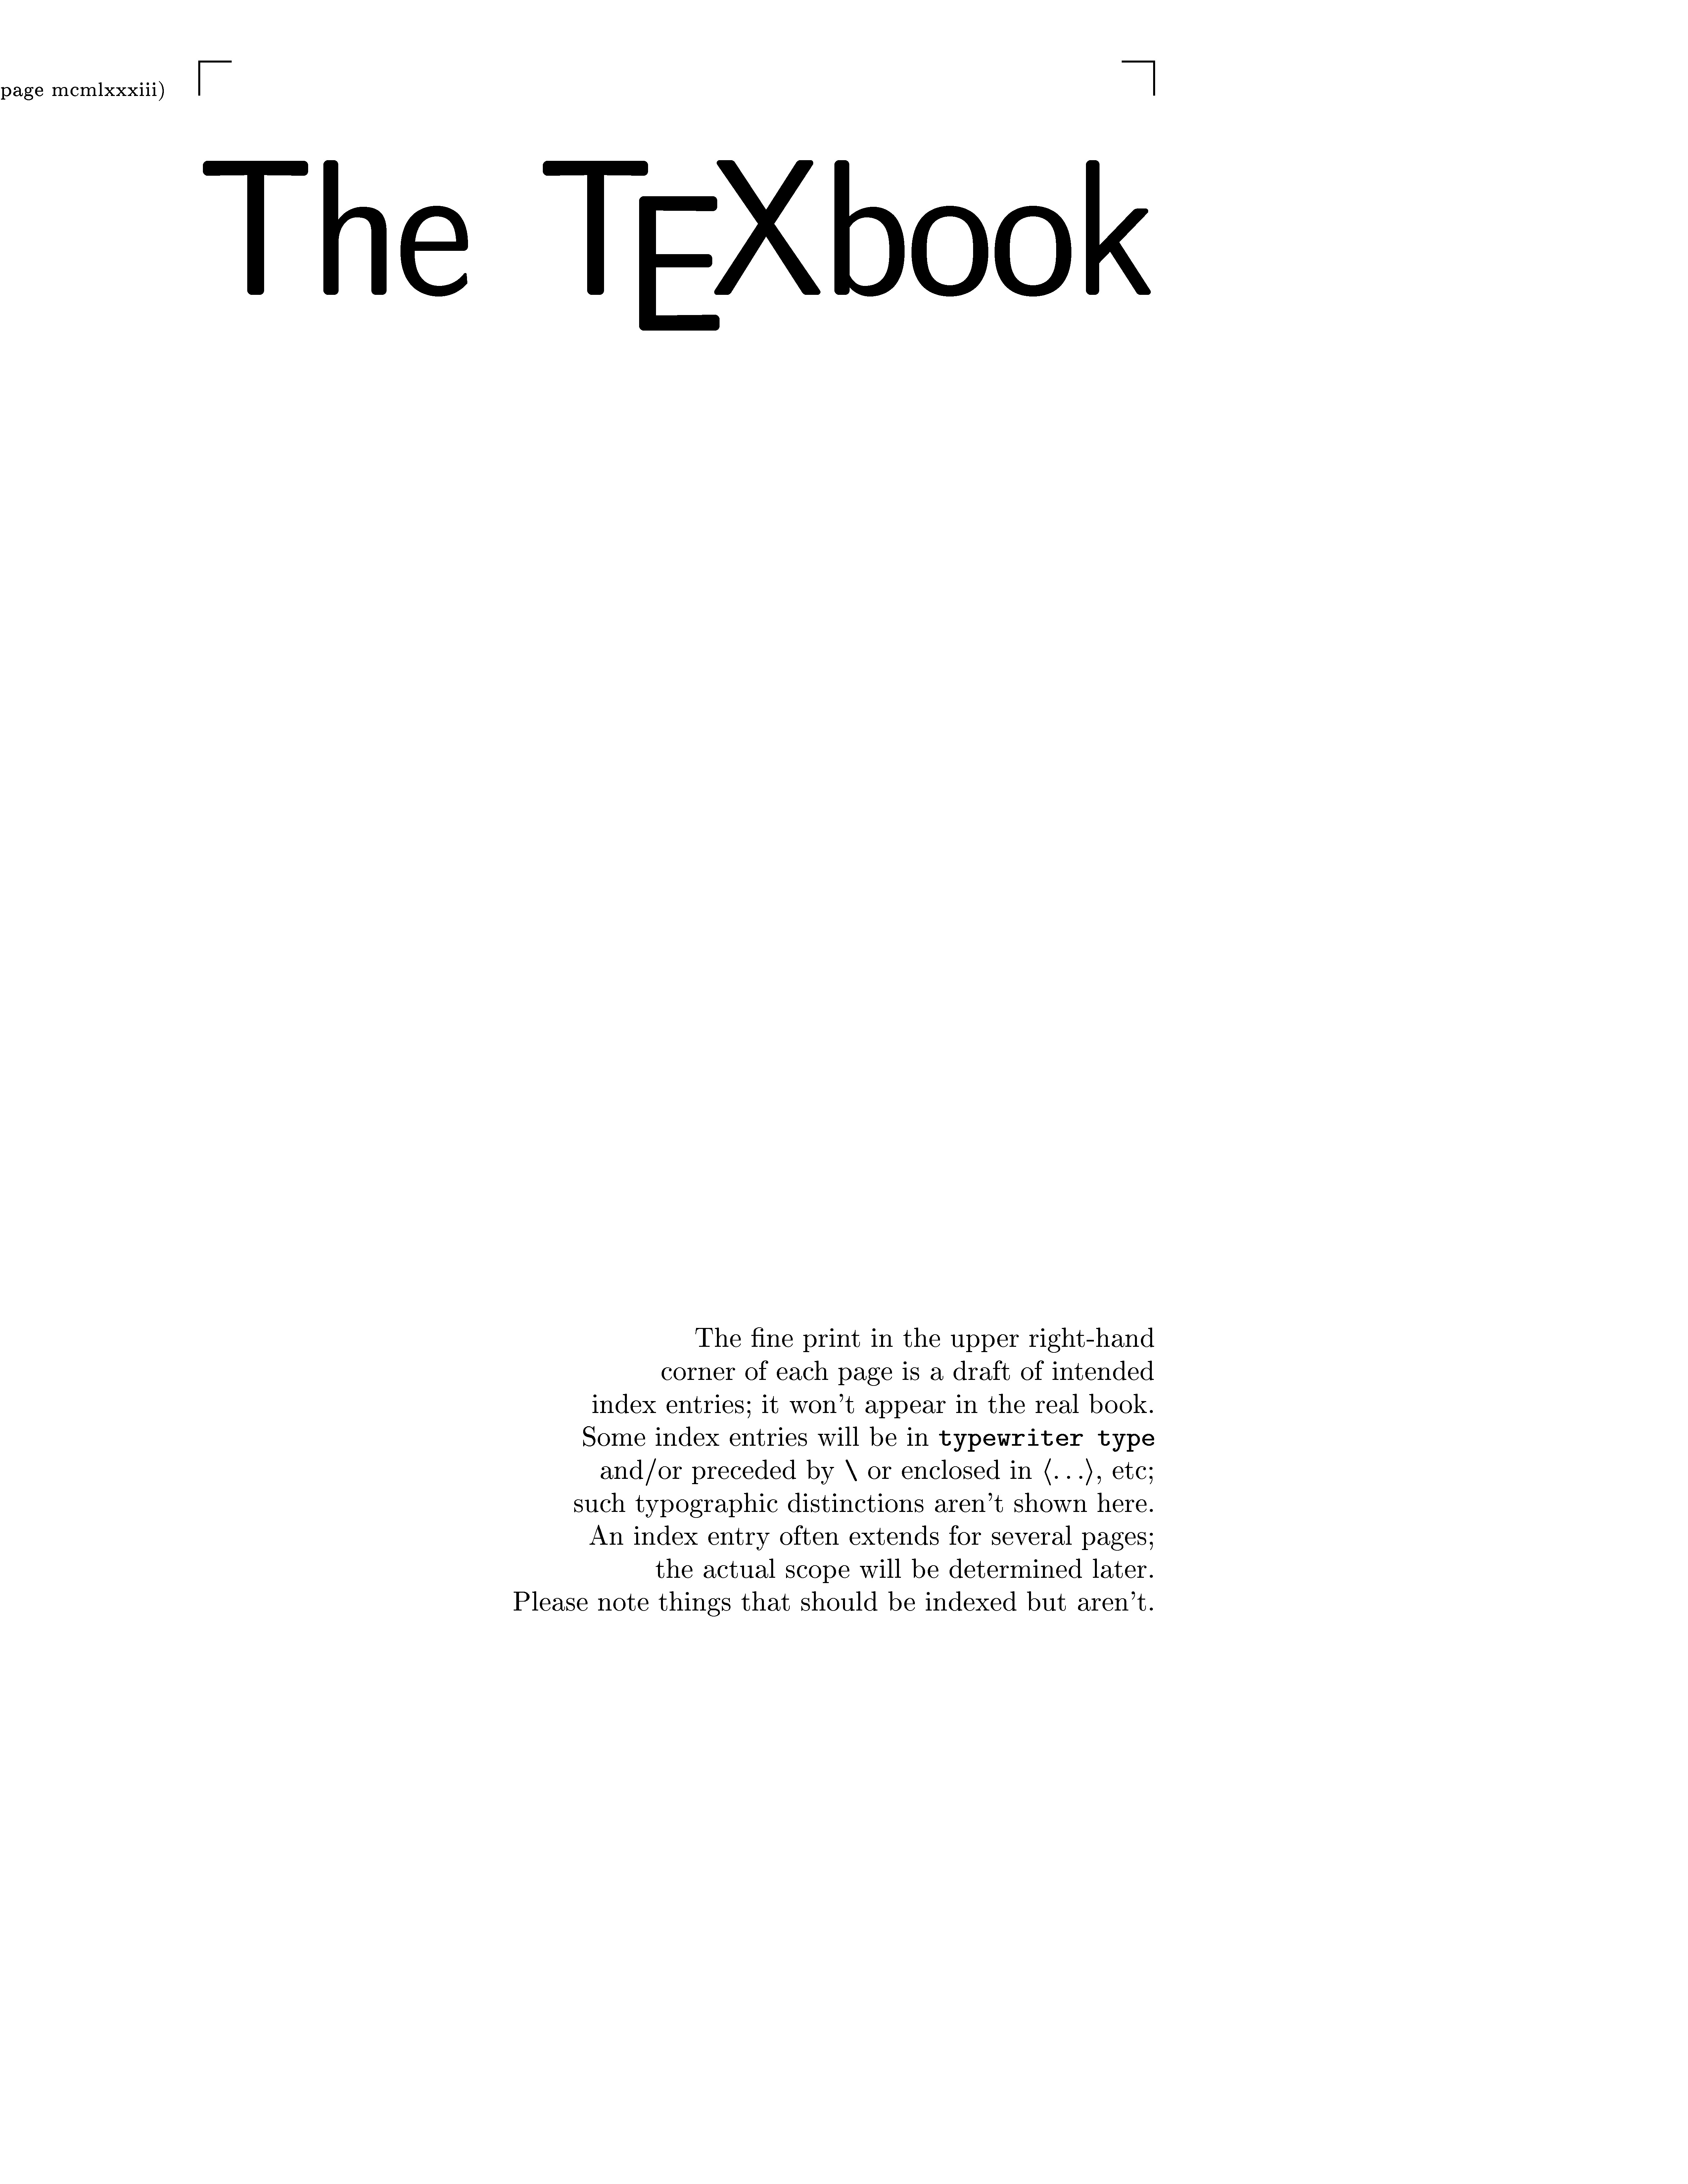 page mcmlxxxiii)
The TEXbook
The fine print in the upper right-hand
corner of each page is a draft of intended
index entries; it won't appear in the real book.
Some index entries will be in typewriter type
and/or preceded by \ or enclosed in ⟨...⟩, etc;
such typographic distinctions aren't shown here.
An index entry often extends for several pages;
the actual scope will be determined later.
Please note things that should be indexed but aren't.